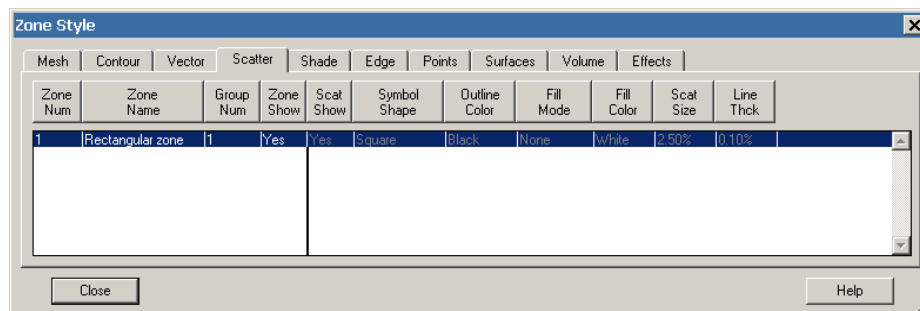 Zone Style
Mesh Contour Vector Scatter Shade Edge Points Surfaces Volume Effects
Zone Num Zone Name Group Num Zone Show Scat Show Symbol Shape Outline Color Fill Mode Fill Color Scat Size Line Thck
1 Rectangular zone 1 Yes Yes Square Black None White 2.50% 0.10%
Close Help